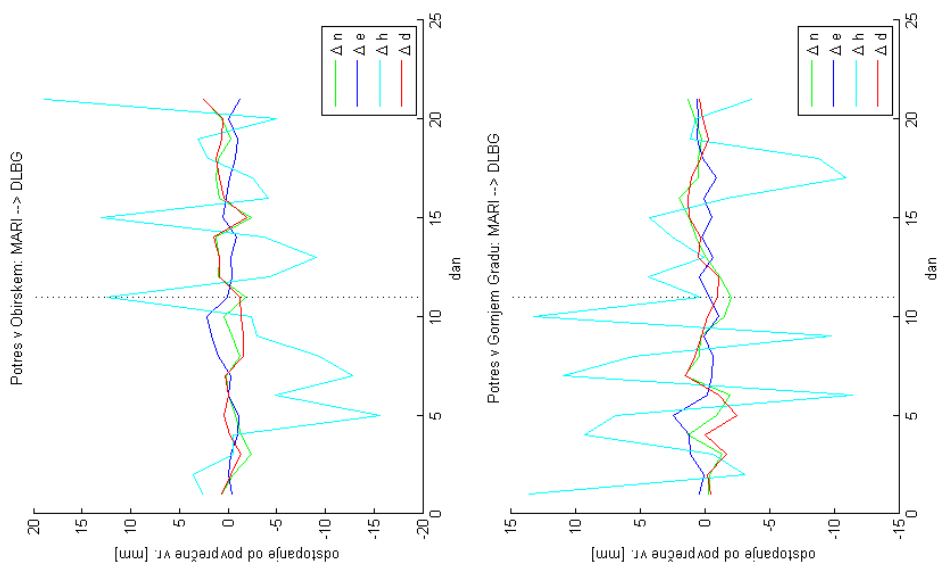 Potres v Obirskem: MARI --> DLBG
odstopanje od povprečne vr. [mm]
20
15
10
5
0
-5
-10
-15
-20
0
5
10
15
20
25
dan
Δ n
Δ e
Δ h
Δ d
Potres v Gornjem Gradu: MARI --> DLBG
odstopanje od povprečne vr. [mm]
15
10
5
0
-5
-10
-15
0
5
10
15
20
25
dan
Δ n
Δ e
Δ h
Δ d